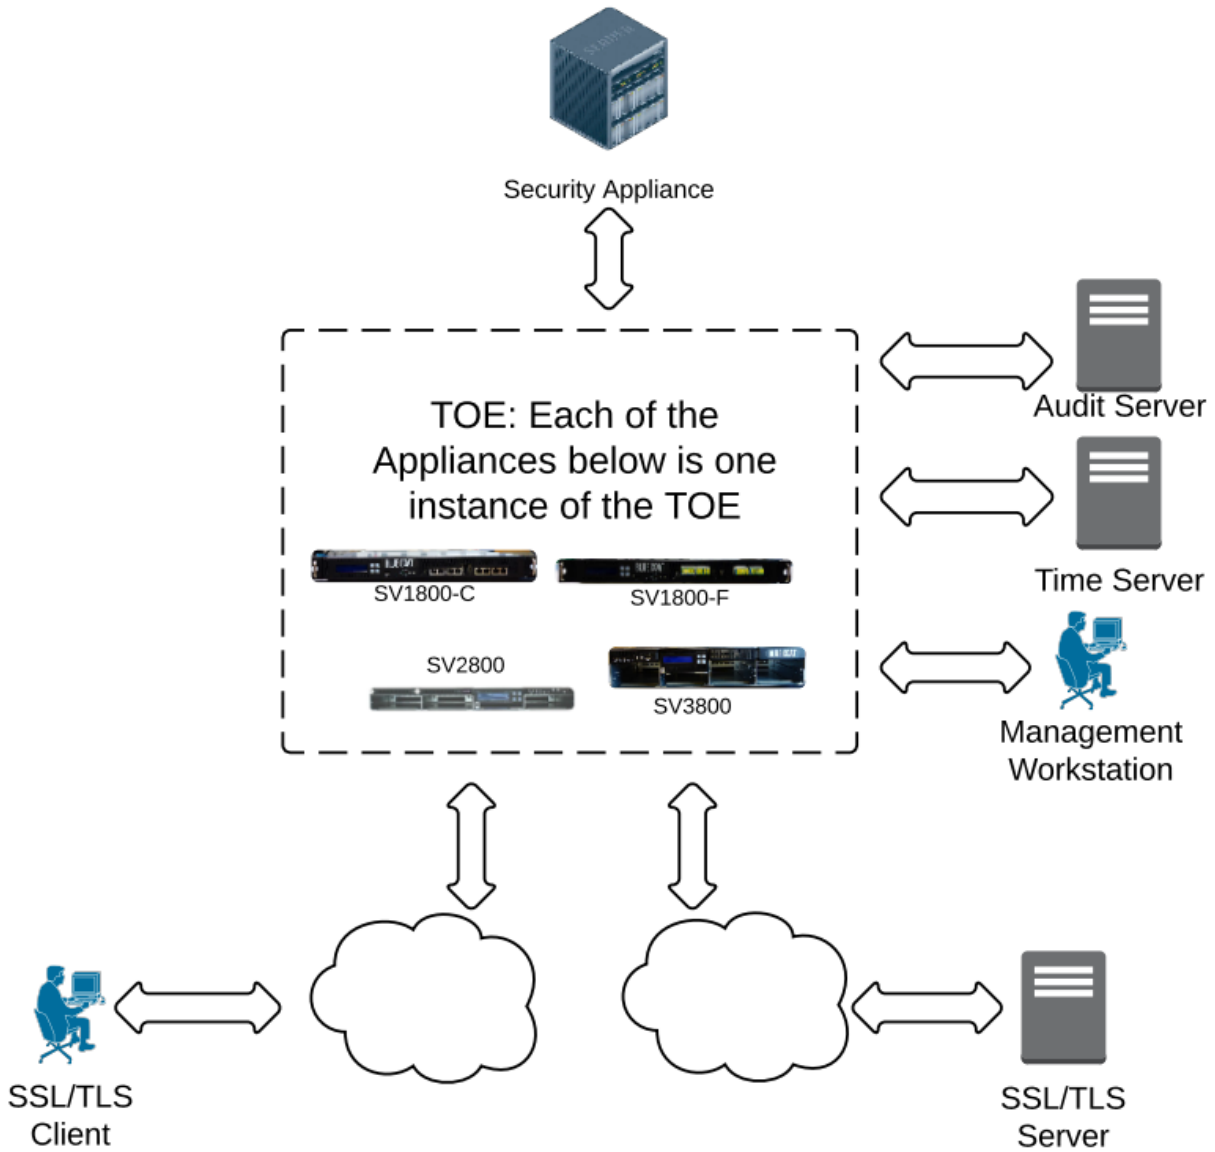 Security Appliance
TOE: Each of the
Appliances below is one
instance of the TOE
SV1800-C
SV1800-F
SV2800
SV3800
Audit Server
Time Server
Management
Workstation
SSL/TLS
Client
SSL/TLS
Server